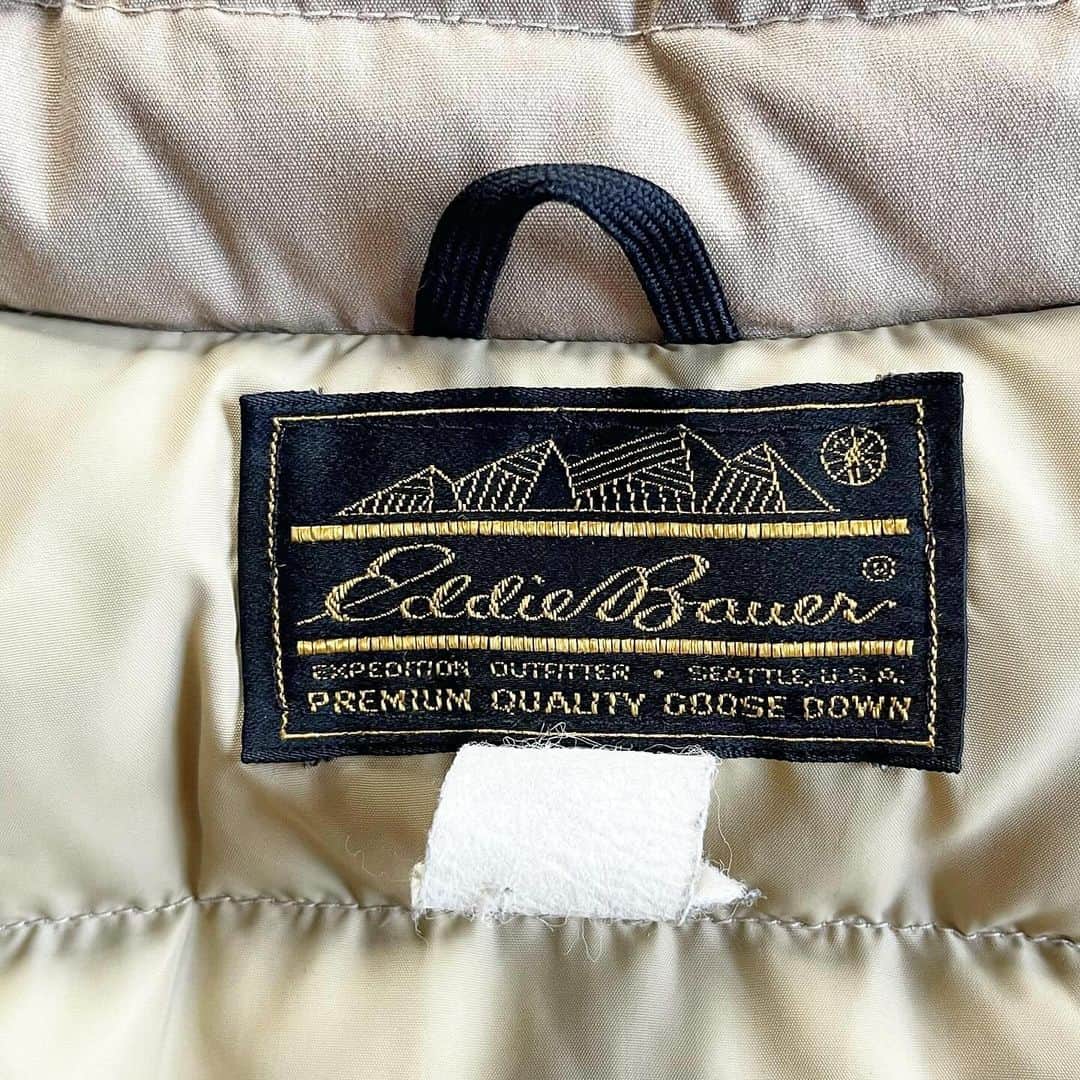 Eddie Bauer ®
EXPEDITION OUTFITTER • SEATTLE, U.S.A.
PREMIUM QUALITY GOOSE DOWN